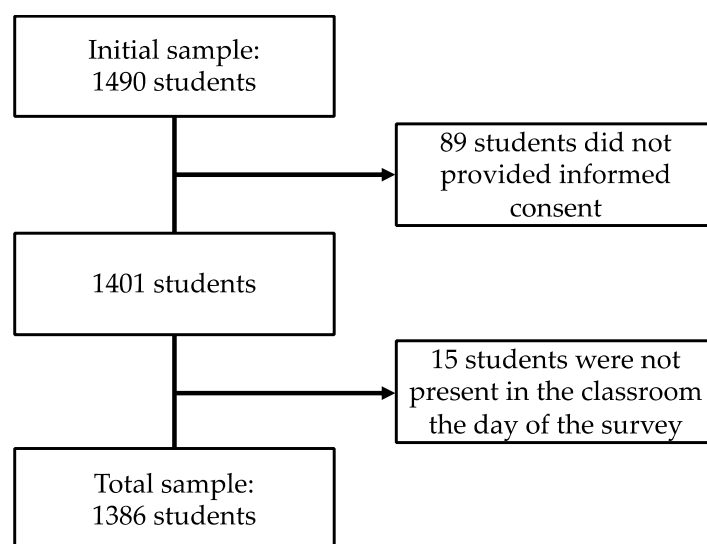 Initial sample:
1490 students
89 students did not
provided informed
consent
1401 students
15 students were not
present in the classroom
the day of the survey
Total sample:
1386 students